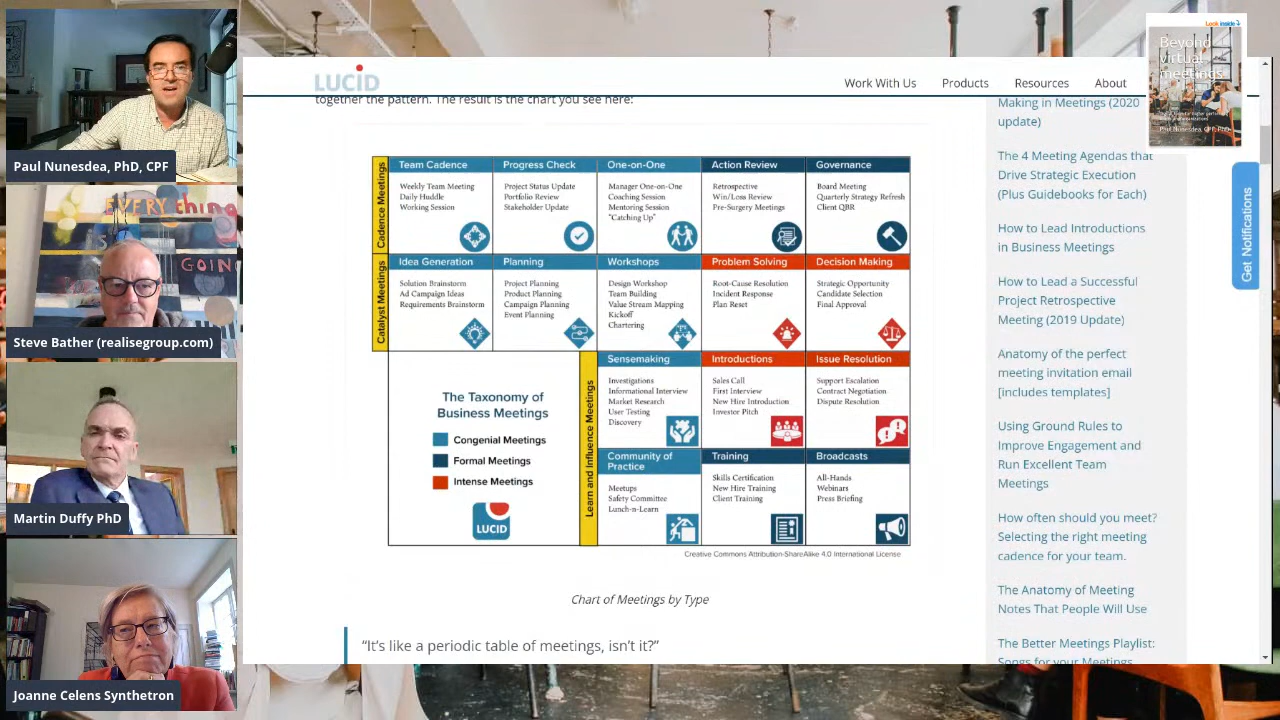 Paul Nunesdea, PhD, CPF
EVERYthing
GOING
Steve Bather (realisegroup.com)
Martin Duffy PhD
Joanne Celens Synthetron
LUCID
Work With Us
Products
Resources
About
together the pattern. The result is the chart you see here:
Cadence Meetings
Team Cadence
Weekly Team Meeting
Daily Huddle
Working Session
Progress Check
Project Status Update
Portfolio Review
Stakeholder Update
One-on-One
Manager One-on-One
Coaching Session
Mentoring Session
"Catching Up"
Action Review
Retrospective
Win/Loss Review
Pre-Surgery Meetings
Governance
Board Meeting
Quarterly Strategy Refresh
Client QBR
Catalyst Meetings
Idea Generation
Solution Brainstorm
Ad Campaign Ideas
Requirements Brainstorm
Planning
Project Planning
Product Planning
Campaign Planning
Event Planning
Workshops
Design Workshop
Team Building
Value Stream Mapping
Kickoff
Chartering
Problem Solving
Root-Cause Resolution
Incident Response
Plan Reset
Decision Making
Strategic Opportunity
Candidate Selection
Final Approval
The Taxonomy of
Business Meetings
Congenial Meetings
Formal Meetings
Intense Meetings
LUCID
Learn and Influence Meetings
Sensemaking
Investigations
Informational Interview
Market Research
User Testing
Discovery
Introductions
Sales Call
First Interview
New Hire Introduction
Investor Pitch
Issue Resolution
Support Escalation
Contract Negotiation
Dispute Resolution
Community of
Practice
Meetups
Safety Committee
Lunch-n-Learn
Training
Skills Certification
New Hire Training
Client Training
Broadcasts
All-Hands
Webinars
Press Briefing
Creative Commons Attribution-ShareAlike 4.0 International License
Chart of Meetings by Type
“It’s like a periodic table of meetings, isn’t it?”
Making in Meetings (2020
update)
The 4 Meeting Agendas that
Drive Strategic Execution
(Plus Guidebooks for Each)
How to Lead Introductions
in Business Meetings
How to Lead a Successful
Project Retrospective
Meeting (2019 Update)
Anatomy of the perfect
meeting invitation email
[includes templates]
Using Ground Rules to
Improve Engagement and
Run Excellent Team
Meetings
How often should you meet?
Selecting the right meeting
cadence for your team.
The Anatomy of Meeting
Notes That People Will Use
The Better Meetings Playlist:
Songs for your Meetings
Look inside
Beyond
virtual
meetings
Paul Nunesdea, CPF, PhD
Get Notifications